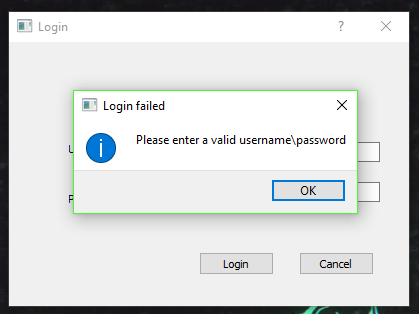 Login
?
Login failed
Please enter a valid username\password
U
OK
P
Login Cancel